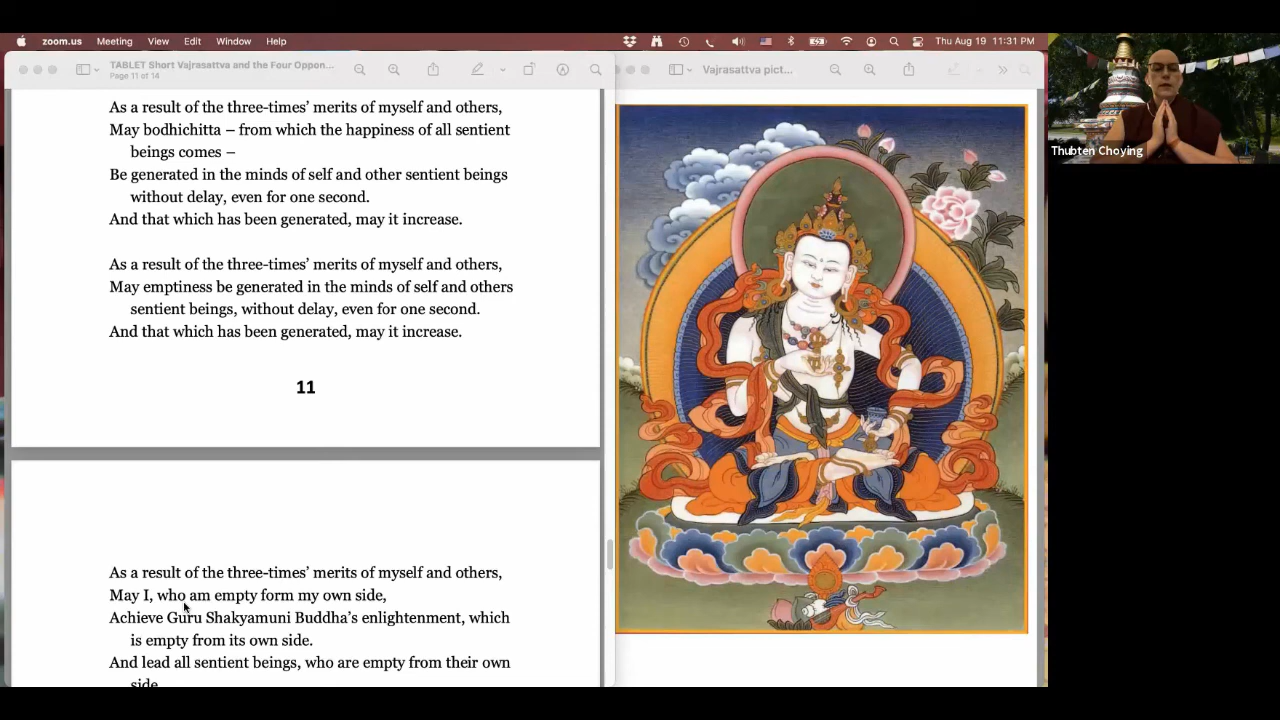 zoom.us Meeting View Edit Window Help Thu Aug 19 11:31 PM
TABLET Short Vajrasattva and the Four Oppon...
Page 11 of 14
Vajrasattva pict...
As a result of the three-times’ merits of myself and others,
May bodhichitta – from which the happiness of all sentient
beings comes –
Be generated in the minds of self and other sentient beings
without delay, even for one second.
And that which has been generated, may it increase.
As a result of the three-times’ merits of myself and others,
May emptiness be generated in the minds of self and others
sentient beings, without delay, even for one second.
And that which has been generated, may it increase.
11
As a result of the three-times’ merits of myself and others,
May I, who am empty form my own side,
Achieve Guru Shakyamuni Buddha’s enlightenment, which
is empty from its own side.
And lead all sentient beings, who are empty from their own
side
Thubten Choying